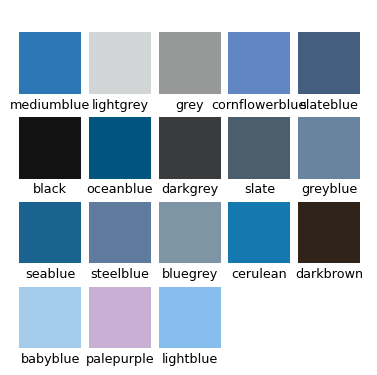 mediumblue lightgrey grey cornflowerblue slateblue
black oceanblue darkgrey slate greyblue
seablue steelblue bluegrey cerulean darkbrown
babyblue palepurple lightblue